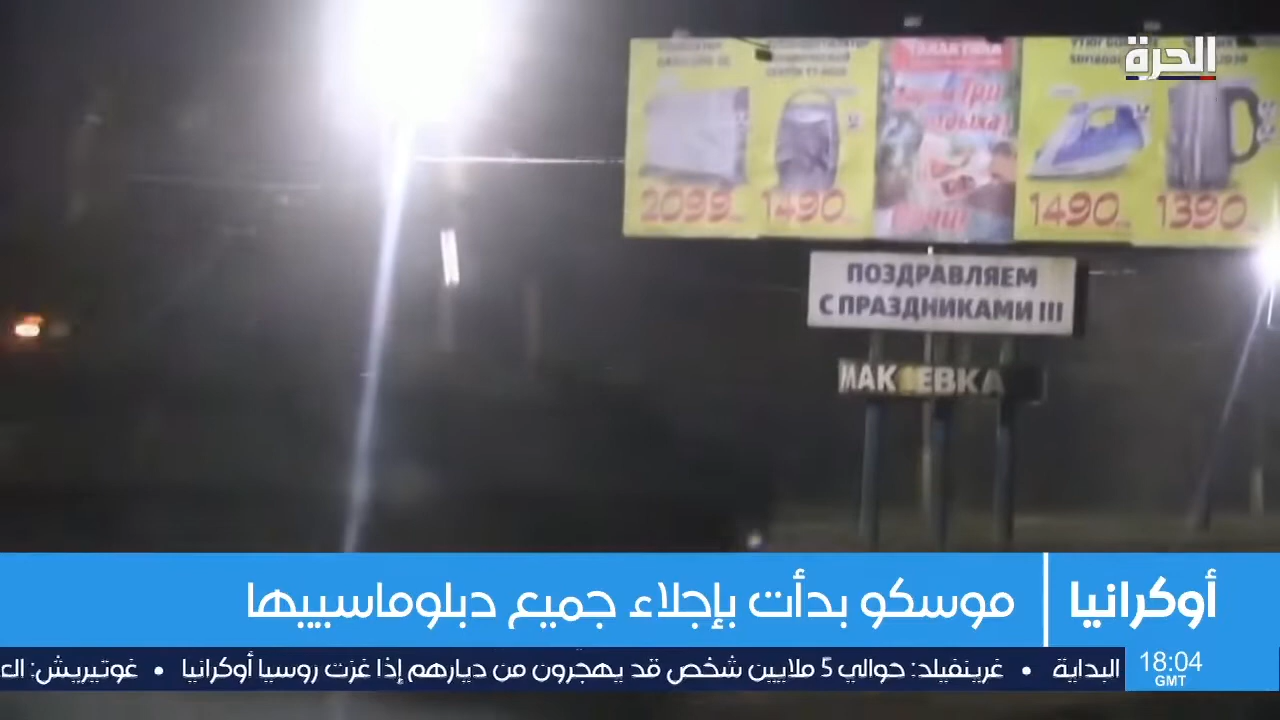 الحرة
2099
1490
1490
1390
ПОЗДРАВЛЯЕМ
С ПРАЗДНИКАМИ !!!
МАКЕЕВКА
أوكرانيا
موسكو بدأت بإجلاء جميع دبلوماسييها
18:04
GMT
البداية • غرينفيلد: حوالي 5 ملايين شخص قد يهجرون من ديارهم إذا غزت روسيا أوكرانيا • غوتيريش: الع